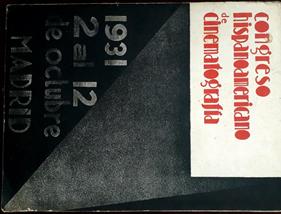 congreso
hispanoamericano
de
cinematografía
1931
2 al 12
de octubre
MADRID